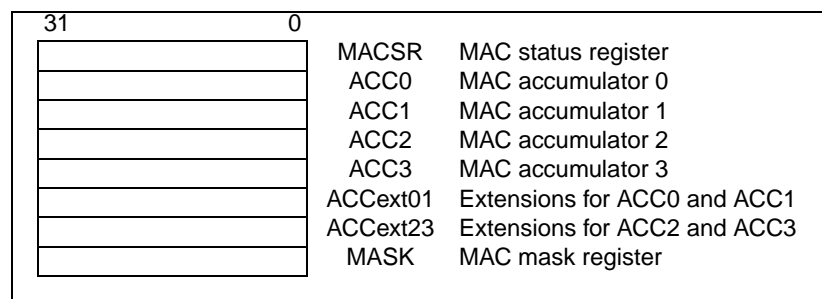 31 0
MACSR MAC status register
ACC0 MAC accumulator 0
ACC1 MAC accumulator 1
ACC2 MAC accumulator 2
ACC3 MAC accumulator 3
ACCext01 Extensions for ACC0 and ACC1
ACCext23 Extensions for ACC2 and ACC3
MASK MAC mask register